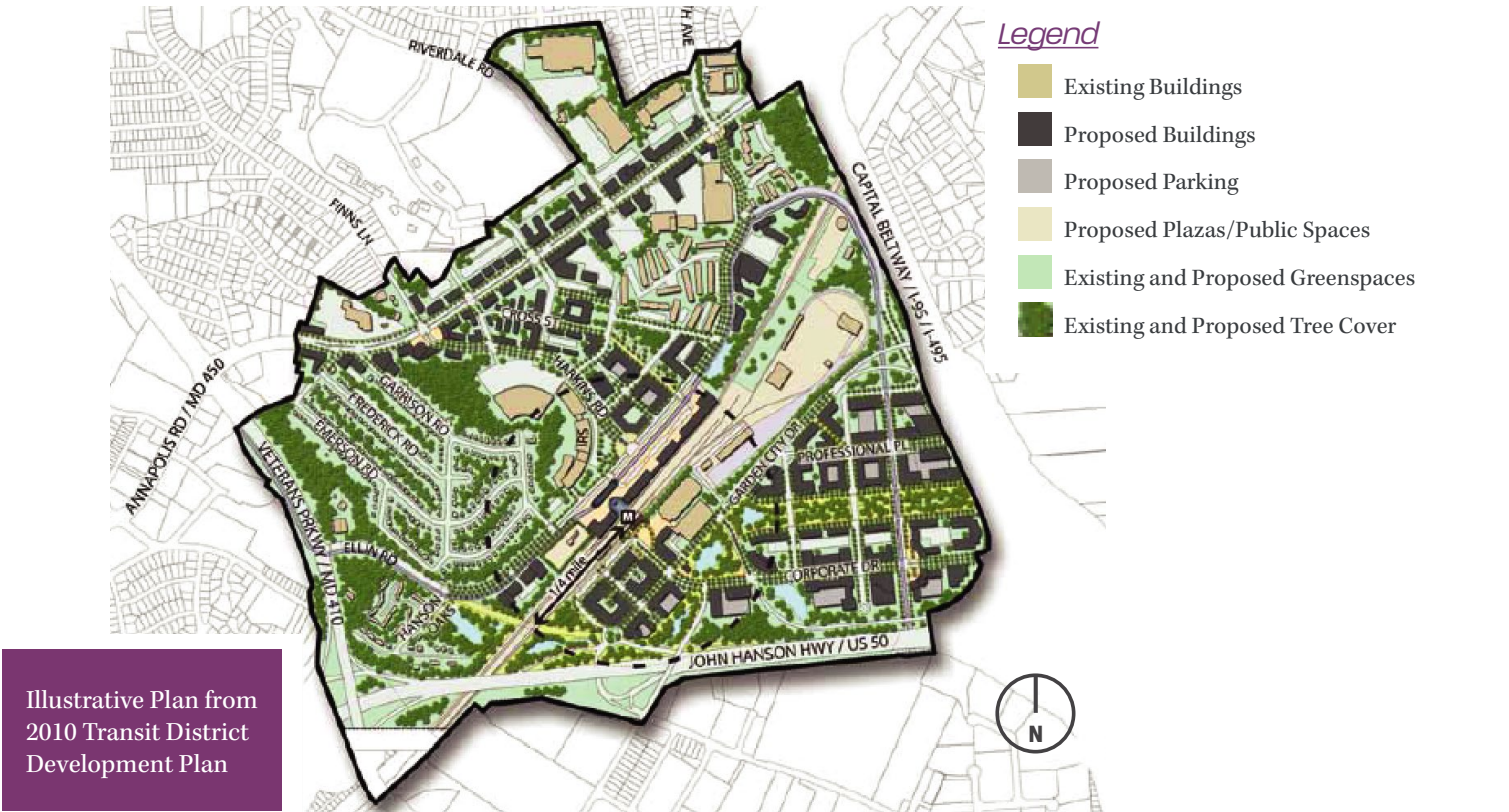 RIVERDALE RD
TH AVE
Legend
Existing Buildings
Proposed Buildings
Proposed Parking
Proposed Plazas/Public Spaces
Existing and Proposed Greenspaces
Existing and Proposed Tree Cover
FINNS LN
CAPITAL BELTWAY / I-95 / I-495
CROSS ST
HARKINS RD
ANNAPOLIS RD / MD 450
GARRISON RD
FREDERICK RD
EMERSON RD
IRS
VETERANS PRKWY / MD 410
GARDEN CITY DR
PROFESSIONAL PL
M
ELLIN RD
1/4 mile
CORPORATE DR
HANSON
OAKS
JOHN HANSON HWY / US 50
N
Illustrative Plan from
2010 Transit District
Development Plan